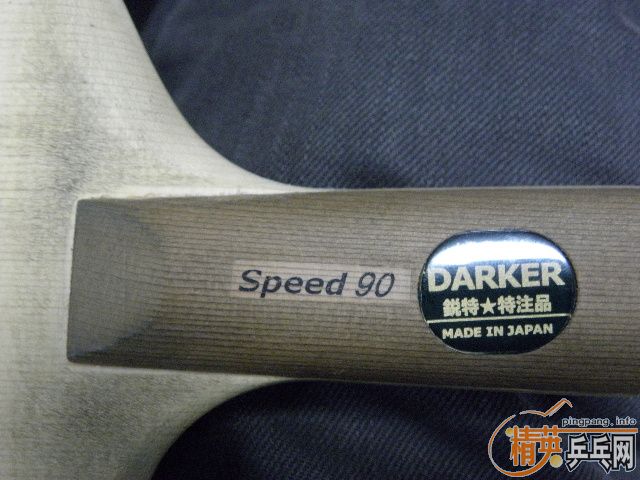 Speed 90
DARKER
鋭特★特注品
MADE IN JAPAN
pingpang.info
精英乒乓网